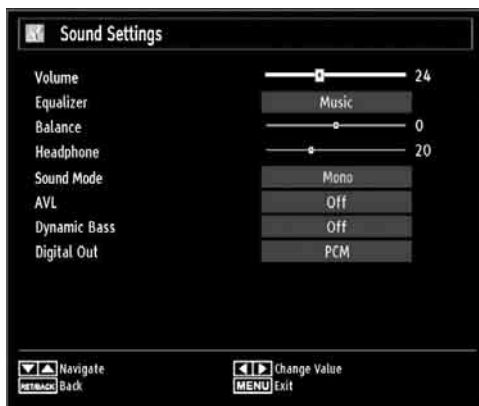 Sound Settings
Volume 24
Equalizer Music
Balance 0
Headphone 20
Sound Mode Mono
AVL Off
Dynamic Bass Off
Digital Out PCM
Navigate Change Value
RET/BACK Back MENU Exit